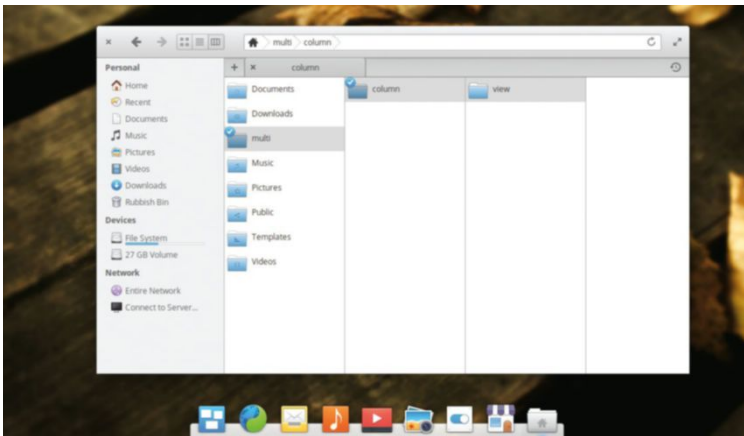 multi column
Personal
Home
Recent
Documents
Music
Pictures
Videos
Downloads
Rubbish Bin
Devices
File System
27 GB Volume
Network
Entire Network
Connect to Server...
column
Documents
Downloads
multi
Music
Pictures
Public
Templates
Videos
column
view